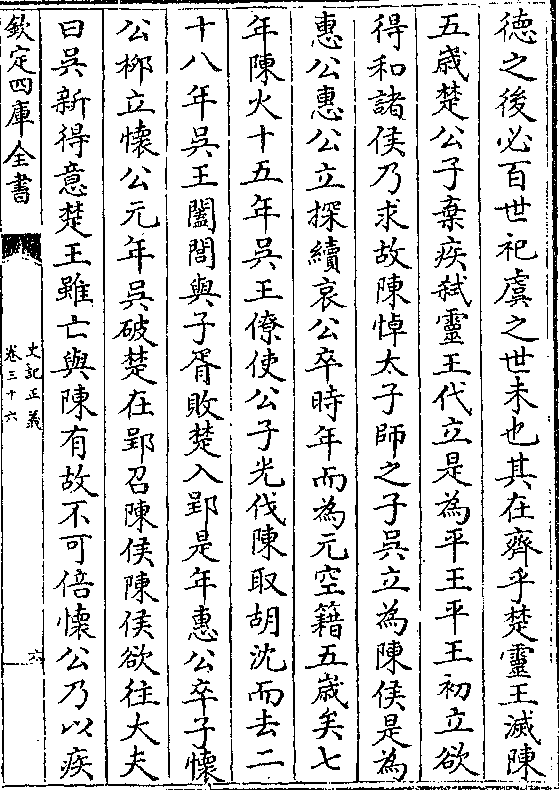 德之後必百世祀虞之世未也其在齊乎楚靈王滅陳
五歲楚公子棄疾弑靈王代立是為平王平王初立欲
得和諸侯乃求故陳悼太子師之子吳立為陳侯是為
惠公惠公立探續哀公卒時年而為元空籍五歲矣七
年陳火十五年吳王僚使公子光伐陳取胡沈而去二
十八年吳王闔閭與子胥敗楚入郢是年惠公卒子懷
公柳立懷公元年吳破楚在郢召陳侯陳侯欲往大夫
曰吳新得意楚王雖亡與陳有故不可倍懷公乃以疾
欽定四庫全書
史記正義
卷三十六
六